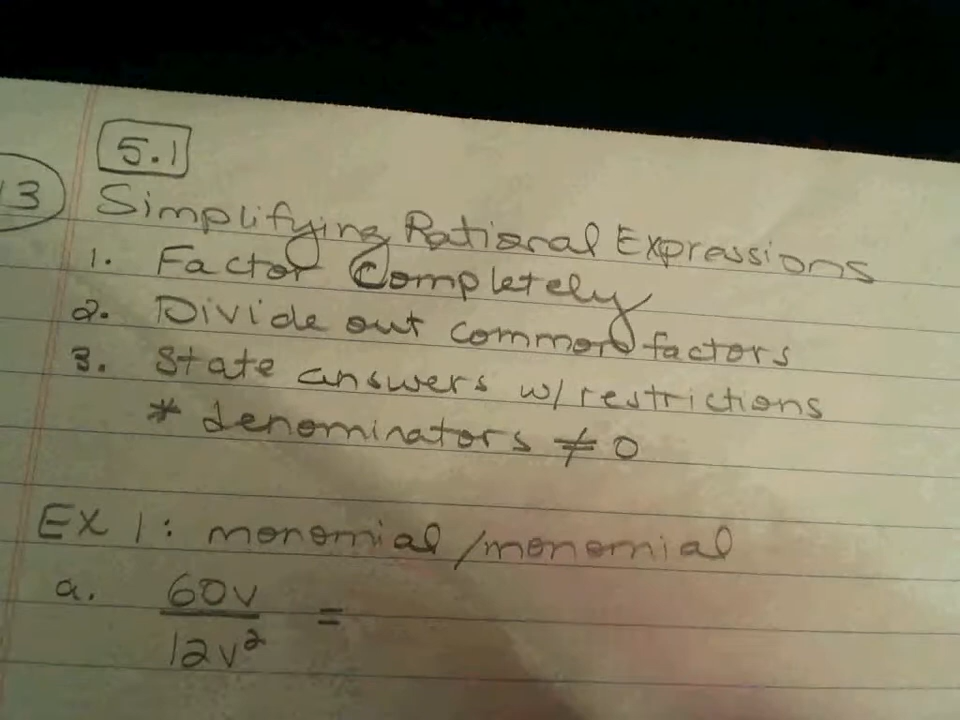 5.1
13
Simplifying Rational Expressions
1. Factor Completely
2. Divide out common factors
3. State answers w/ restrictions
* denominators ≠ 0
EX 1: monomial/monomial
a. 60v/12v² =